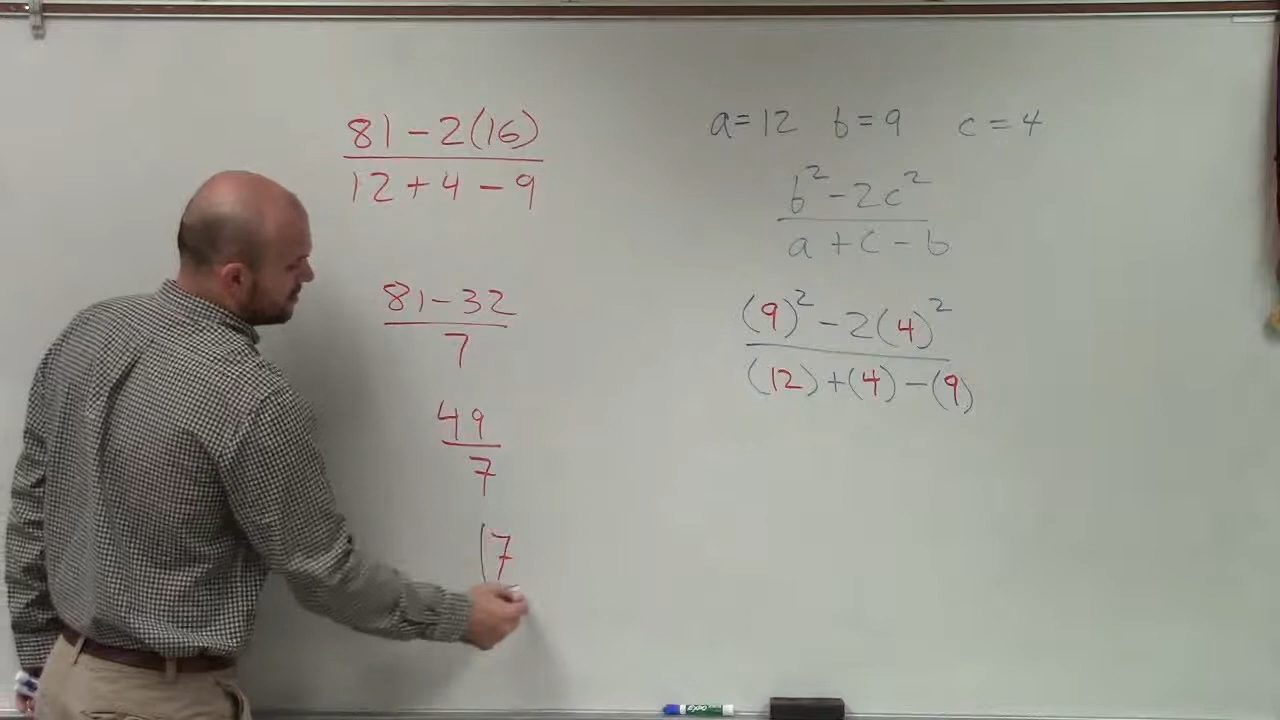 81 - 2(16)
12 + 4 - 9
81 - 32
7
49
7
7
a = 12 b = 9 c = 4
b² - 2c²
a + c - b
(9)² - 2(4)²
(12) + (4) - (9)